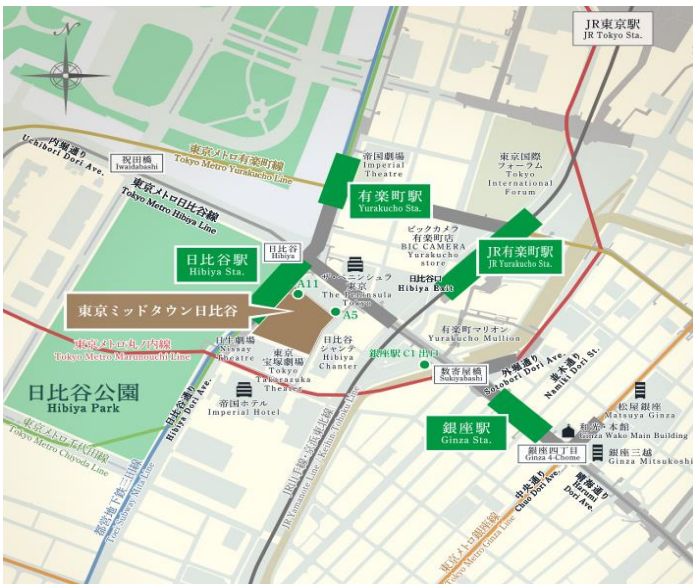 JR東京駅
JR Tokyo Sta.
N
内堀通り
Uchibori Dori Ave.
祝田橋
Iwaidabashi
東京メトロ有楽町線
Tokyo Metro Yurakucho Line
東京メトロ日比谷線
Tokyo Metro Hibiya Line
帝国劇場
Imperial
Theatre
東京国際
フォーラム
Tokyo
International
Forum
有楽町駅
Yurakucho Sta.
ビックカメラ
有楽町店
BIC CAMERA
Yurakucho
store
JR有楽町駅
JR Yurakucho Sta.
日比谷駅
Hibiya Sta.
日比谷
Hibiya
ザ・ペニンシュラ
東京
The Peninsula
Tokyo
日比谷口
Hibiya Exit
A11
A5
東京ミッドタウン日比谷
有楽町マリオン
Yurakucho Mullion
日生劇場
Nissay
Theatre
東京
宝塚劇場
Tokyo
Takarazuka
Theater
日比谷
シャンテ
Hibiya
Chanter
銀座駅 C1 出口
東京メトロ丸ノ内線
Tokyo Metro Marunouchi Line
数寄屋橋
Sukiyabashi
外堀通り
Sotobori Dori Ave.
並木通り
Namiki Dori St.
日比谷公園
Hibiya Park
日比谷通り
Hibiya Dori Ave.
帝国ホテル
Imperial Hotel
松屋銀座
Matsuya Ginza
銀座駅
Ginza Sta.
和光・本館
Ginza Wako Main Building
銀座四丁目
Ginza 4-Chome
銀座三越
Ginza Mitsukoshi
東京メトロ千代田線
Tokyo Metro Chiyoda Line
都営地下鉄三田線
Toei Subway Mita Line
JR山手線・京浜東北線
JR Yamanote Line / Keihin Tohoku Line
中央通り
Chuo Dori Ave.
晴海通り
Harumi
Dori Ave.
東京メトロ銀座線
Tokyo Metro Ginza Line